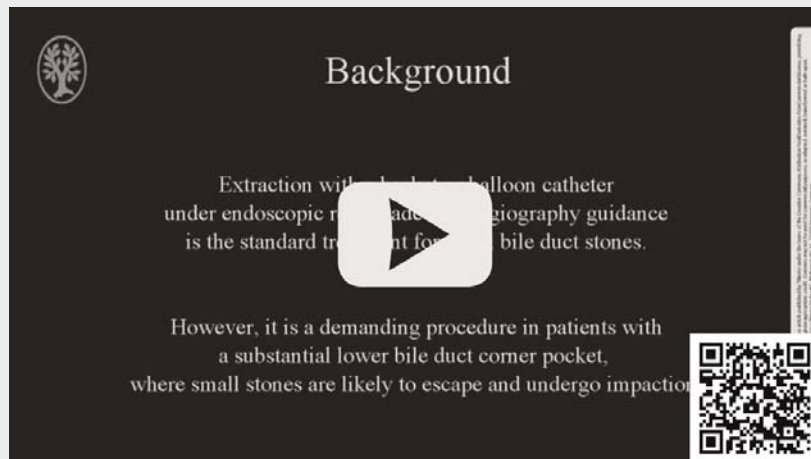 Background
Extraction with balloon catheter
under endoscopic giography guidance
is the standard for bile duct stones.
However, it is a demanding procedure in patients with
a substantial lower bile duct corner pocket,
where small stones are likely to escape and undergo impaction